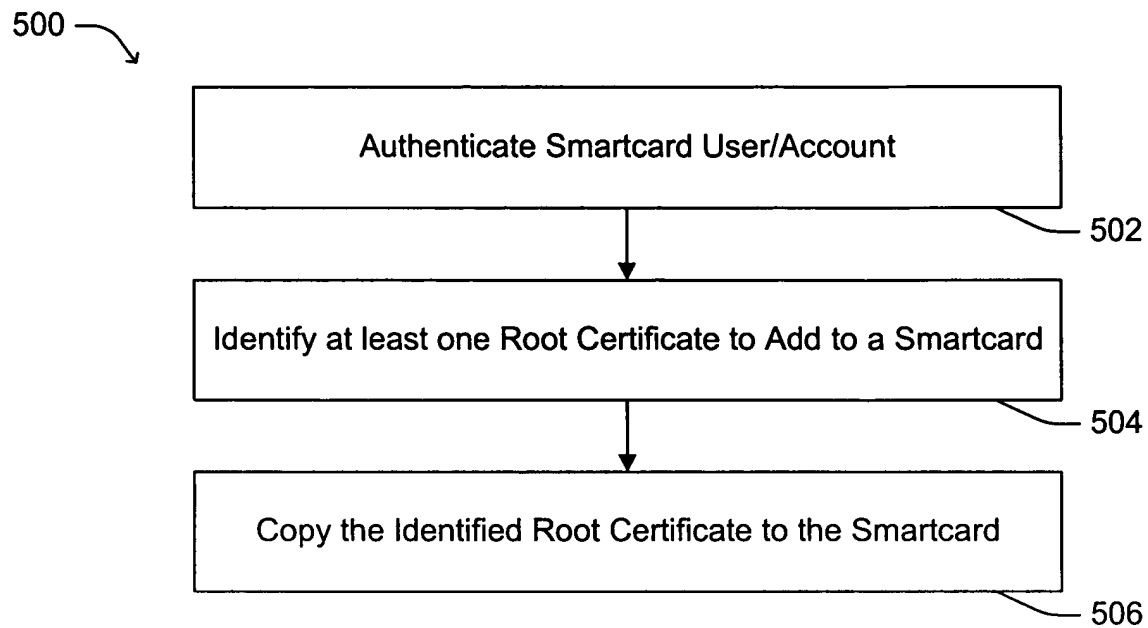 500
Authenticate Smartcard User/Account
502
Identify at least one Root Certificate to Add to a Smartcard
504
Copy the Identified Root Certificate to the Smartcard
506